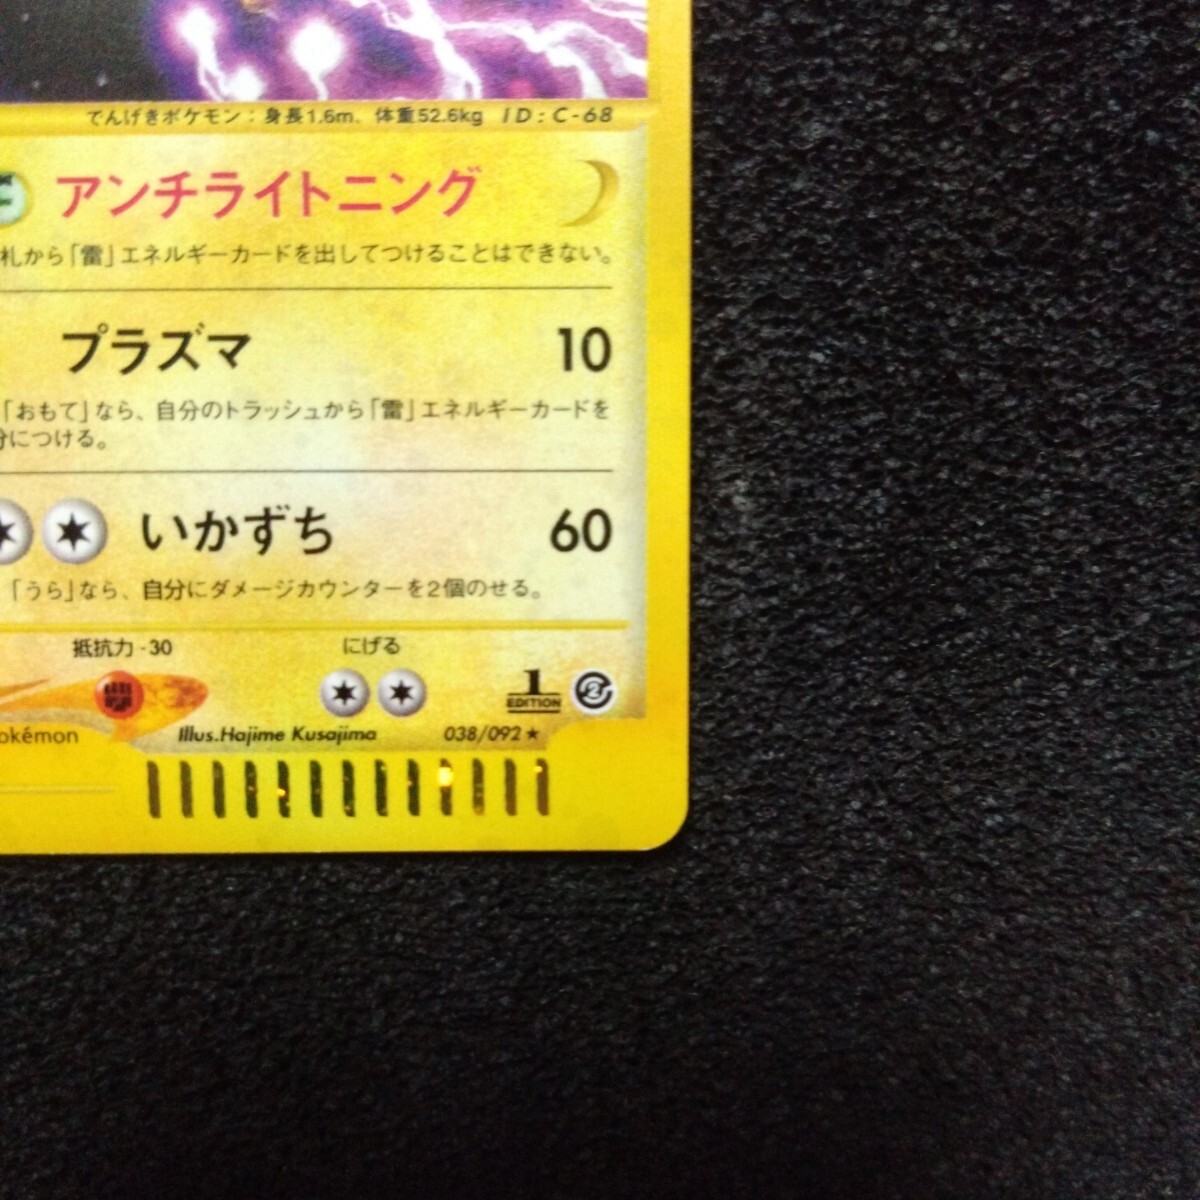 でんげきポケモン：身長1.6m、体重52.6kg ID:C-68
アンチライトニング
札から「雷」エネルギーカードを出してつけることはできない。
プラズマ 10
「おもて」なら、自分のトラッシュから「雷」エネルギーカードを
分につける。
いかずち 60
「うら」なら、自分にダメージカウンターを2個のせる。
抵抗力 -30 にげる
1
EDITION 2
okémon Illus.Hajime Kusajima 038/092 ★